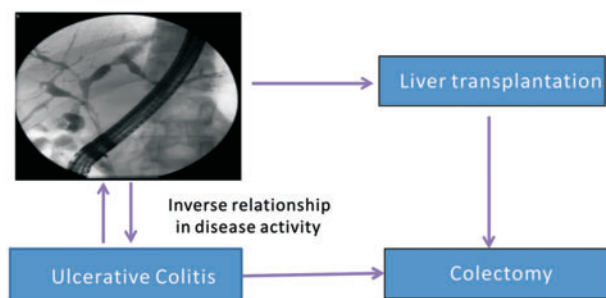 Liver transplantation
Inverse relationship
in disease activity
Ulcerative Colitis
Colectomy